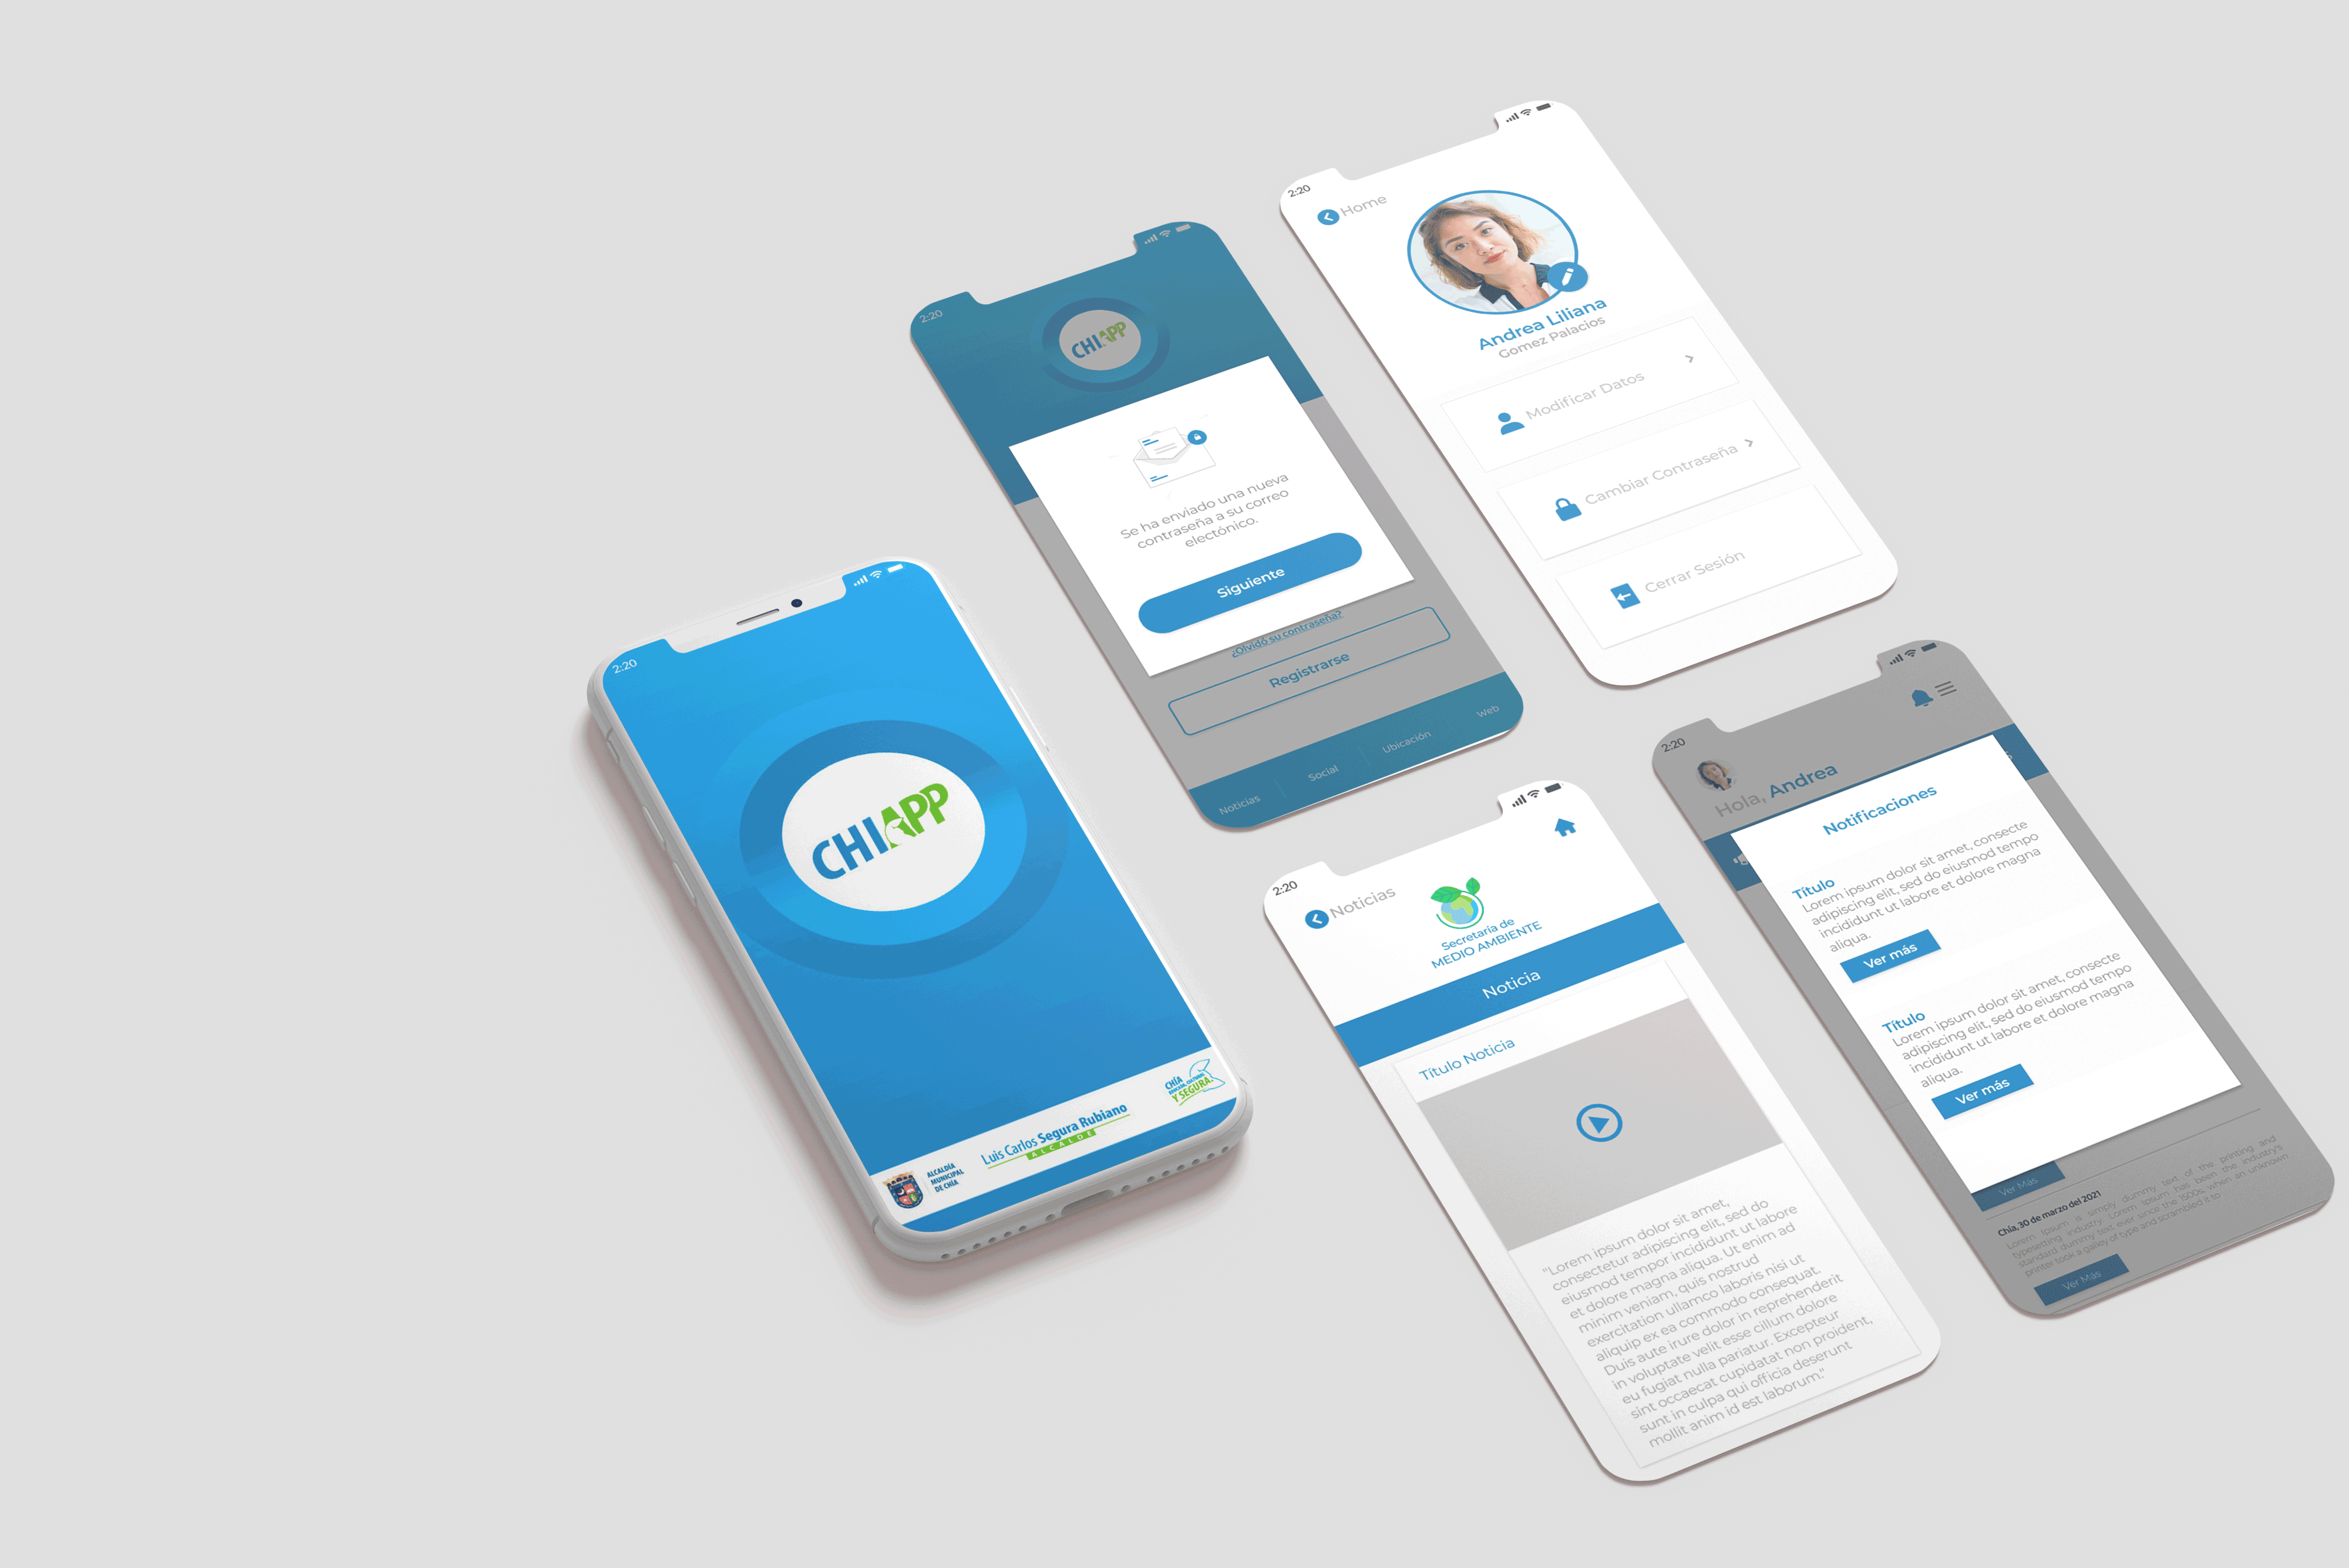 2:20
CHIAPP
ALCALDÍA
MUNICIPAL
DE CHÍA
Luis Carlos Segura Rubiano
ALCALDE
CHÍA
EDUCADA, CULTURAL
Y SEGURA.
2:20
CHIAPP
Se ha enviado una nueva
contraseña a su correo
electónico.
Siguiente
¿Olvidó su contraseña?
Registrarse
Noticias
Social
Ubicación
Web
2:20
Home
Andrea Liliana
Gomez Palacios
Modificar Datos
Cambiar Contraseña
Cerrar Sesión
2:20
Noticias
Secretaría de
MEDIO AMBIENTE
Noticia
Título Noticia
“Lorem ipsum dolor sit amet,
consectetur adipiscing elit, sed do
eiusmod tempor incididunt ut labore
et dolore magna aliqua. Ut enim ad
minim veniam, quis nostrud
exercitation ullamco laboris nisi ut
aliquip ex ea commodo consequat.
Duis aute irure dolor in reprehenderit
in voluptate velit esse cillum dolore
eu fugiat nulla pariatur. Excepteur
sint occaecat cupidatat non proident,
sunt in culpa qui officia deserunt
mollit anim id est laborum.”
2:20
Hola, Andrea
Notificaciones
Título
Lorem ipsum dolor sit amet, consecte
adipiscing elit, sed do eiusmod tempo
incididunt ut labore et dolore magna
aliqua.
Ver más
Título
Lorem ipsum dolor sit amet, consecte
adipiscing elit, sed do eiusmod tempo
incididunt ut labore et dolore magna
aliqua.
Ver más
Ver Más
Chía, 30 de marzo del 2021
Lorem Ipsum is simply dummy text of the printing and
typesetting industry. Lorem Ipsum has been the industry's
standard dummy text ever since the 1500s, when an unknown
printer took a galley of type and scrambled it to
Ver Más